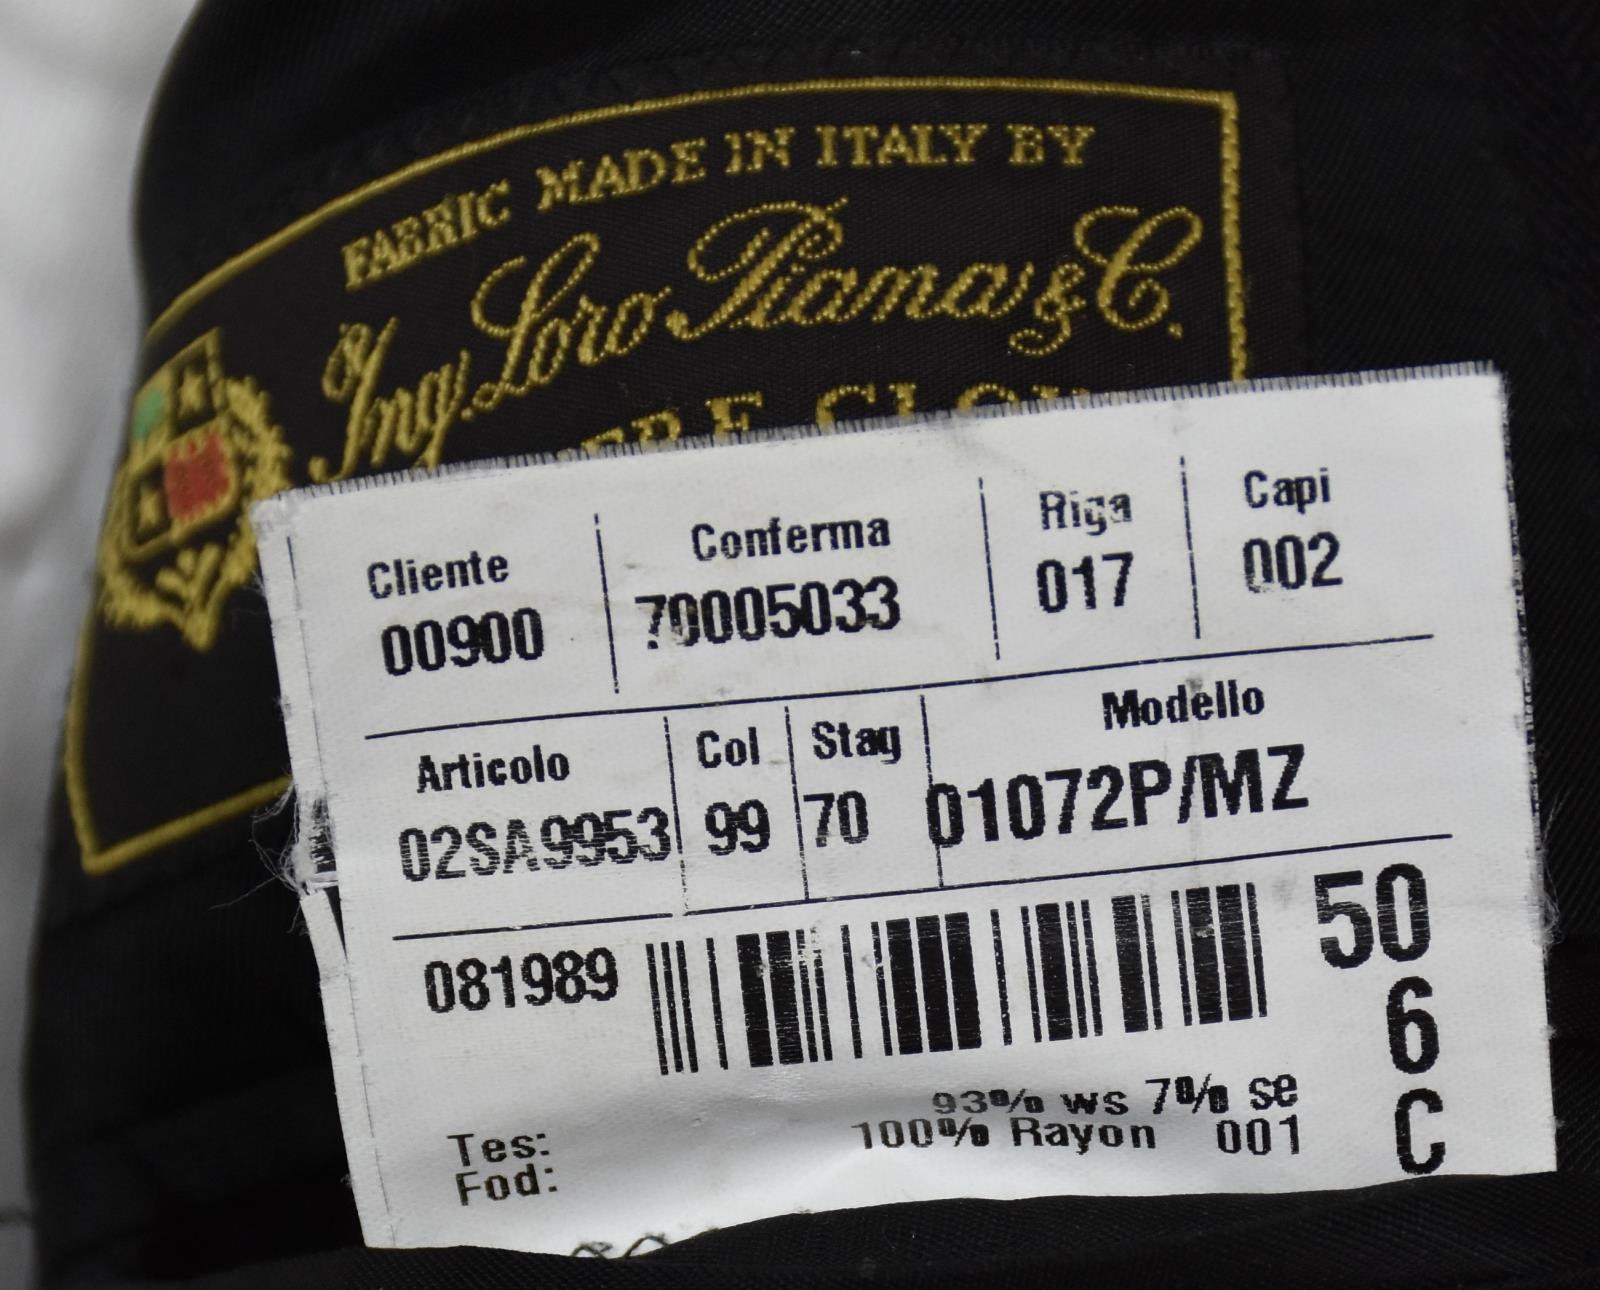 FABRIC MADE IN ITALY BY
Ing. Loro Piana & C.
Cliente Conferma Riga Capi
00900 70005033 017 002
Articolo Col Stag Modello
02SA9953 99 70 01072P/MZ
081989 50
6
C
93% ws 7% se
Tes: 100% Rayon 001
Fod: